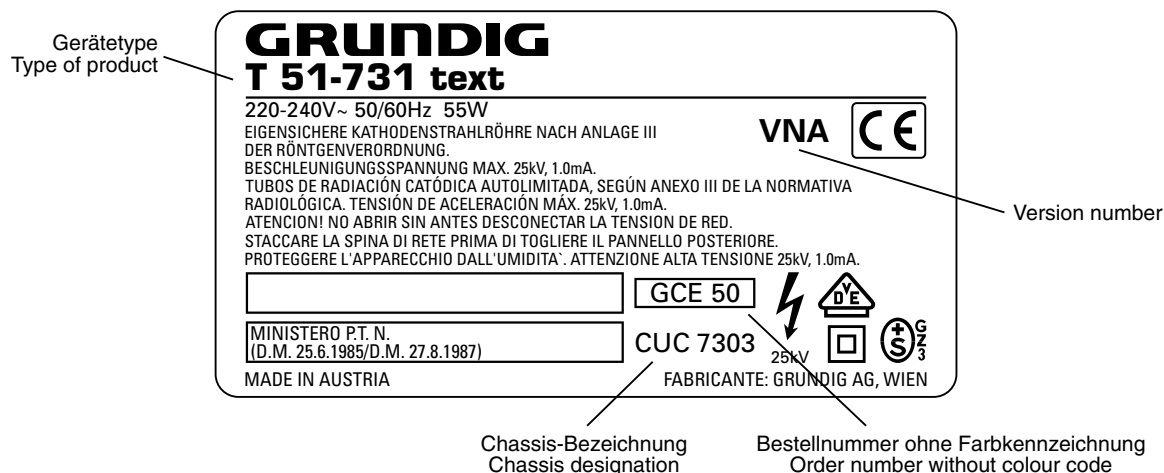 Gerätetype
Type of product
GRUNDIG
T 51-731 text
220-240V~ 50/60Hz 55W
EIGENSICHERE KATHODENSTRAHLRÖHRE NACH ANLAGE III
DER RÖNTGENVERORDNUNG.
BESCHLEUNIGUNGSSPANNUNG MAX. 25kV, 1.0mA.
TUBOS DE RADIACIÓN CATÓDICA AUTOLIMITADA, SEGÚN ANEXO III DE LA NORMATIVA
RADIOLÓGICA. TENSIÓN DE ACELERACIÓN MÁX. 25kV, 1.0mA.
ATENCION! NO ABRIR SIN ANTES DESCONECTAR LA TENSION DE RED.
STACCARE LA SPINA DI RETE PRIMA DI TOGLIERE IL PANNELLO POSTERIORE.
PROTEGGERE L'APPARECCHIO DALL'UMIDITA`. ATTENZIONE ALTA TENSIONE 25kV, 1.0mA.
VNA
CE
Version number
GCE 50
DVE
MINISTERO P.T. N.
(D.M. 25.6.1985/D.M. 27.8.1987)
CUC 7303
25kV
+S
GZ3
MADE IN AUSTRIA
FABRICANTE: GRUNDIG AG, WIEN
Chassis-Bezeichnung
Chassis designation
Bestellnummer ohne Farbkennzeichnung
Order number without colour code